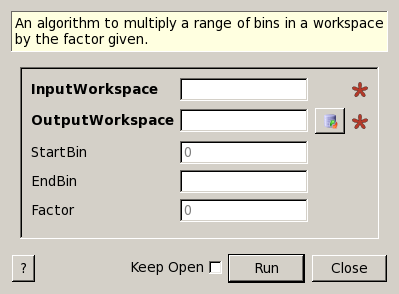 An algorithm to multiply a range of bins in a workspace
by the factor given.
InputWorkspace
OutputWorkspace
StartBin 0
EndBin
Factor 0
? Keep Open Run Close